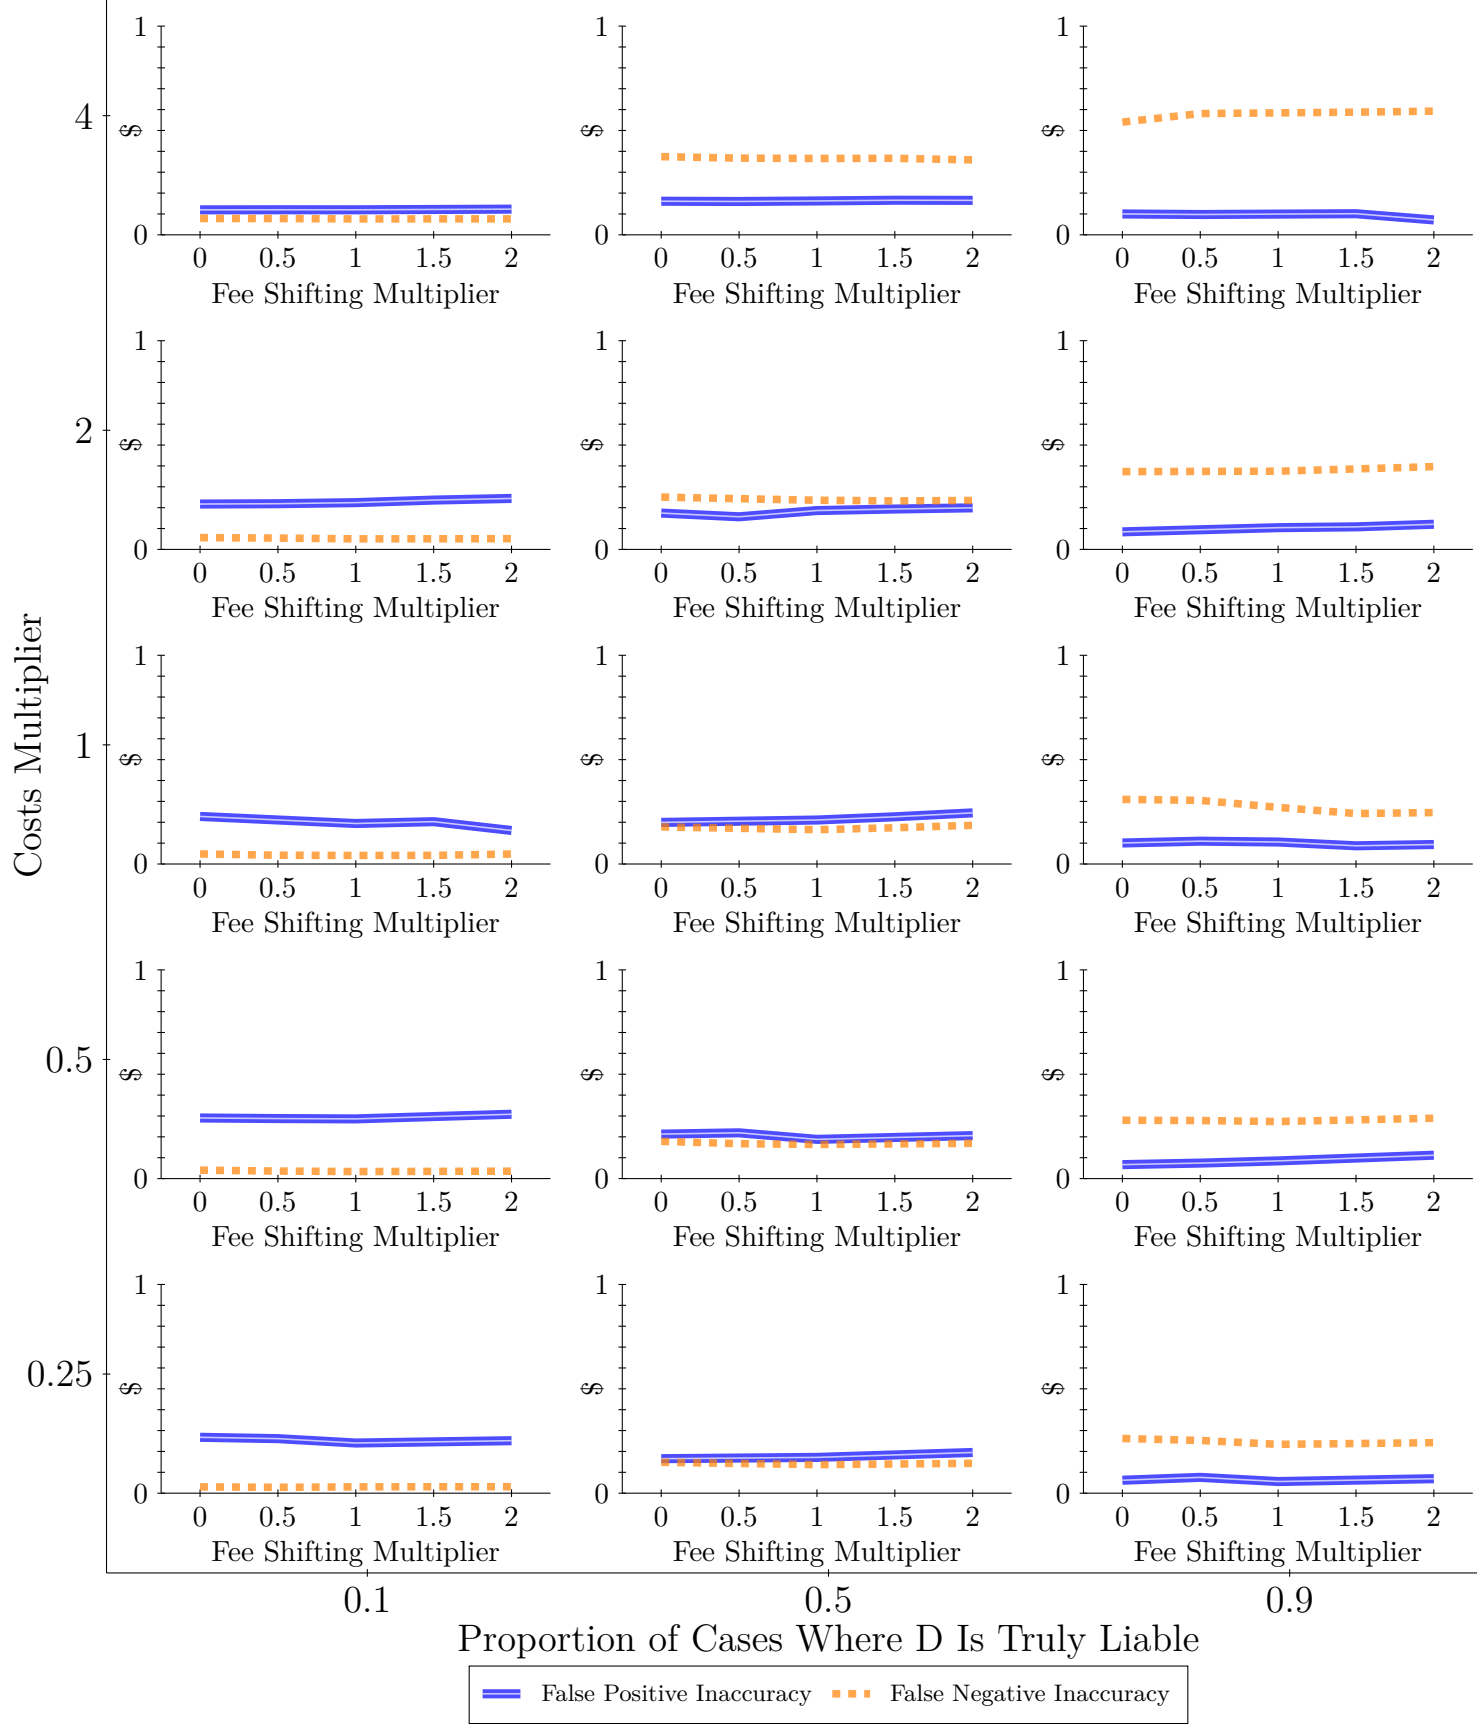 Costs Multiplier
4
1 1 1
$ $ $
0 0 0
0 0.5 1 1.5 2 0 0.5 1 1.5 2 0 0.5 1 1.5 2
Fee Shifting Multiplier Fee Shifting Multiplier Fee Shifting Multiplier
2
1 1 1
$ $ $
0 0 0
0 0.5 1 1.5 2 0 0.5 1 1.5 2 0 0.5 1 1.5 2
Fee Shifting Multiplier Fee Shifting Multiplier Fee Shifting Multiplier
1
1 1 1
$ $ $
0 0 0
0 0.5 1 1.5 2 0 0.5 1 1.5 2 0 0.5 1 1.5 2
Fee Shifting Multiplier Fee Shifting Multiplier Fee Shifting Multiplier
0.5
1 1 1
$ $ $
0 0 0
0 0.5 1 1.5 2 0 0.5 1 1.5 2 0 0.5 1 1.5 2
Fee Shifting Multiplier Fee Shifting Multiplier Fee Shifting Multiplier
0.25
1 1 1
$ $ $
0 0 0
0 0.5 1 1.5 2 0 0.5 1 1.5 2 0 0.5 1 1.5 2
Fee Shifting Multiplier Fee Shifting Multiplier Fee Shifting Multiplier
0.1 0.5 0.9
Proportion of Cases Where D Is Truly Liable
False Positive Inaccuracy False Negative Inaccuracy